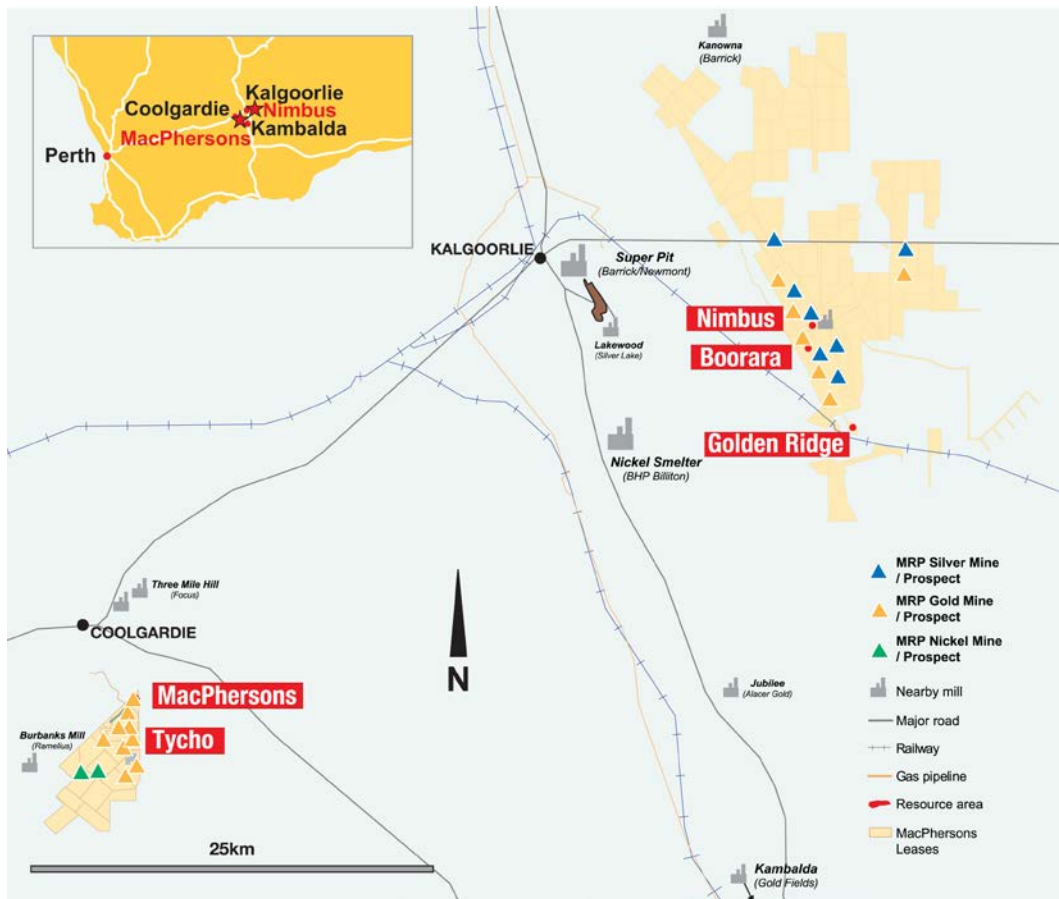 Kanowna
(Barrick)
Kalgoorlie
Coolgardie
Nimbus
MacPhersons
Kambalda
Perth
KALGOORLIE
Super Pit
(Barrick/Newmont)
Nimbus
Lakewood
(Silver Lake)
Boorara
Golden Ridge
Nickel Smelter
(BHP Billiton)
MRP Silver Mine
/ Prospect
MRP Gold Mine
/ Prospect
MRP Nickel Mine
/ Prospect
Nearby mill
Major road
Railway
Gas pipeline
Resource area
MacPhersons
Leases
Three Mile Hill
(Focus)
COOLGARDIE
N
Jubilee
(Alacer Gold)
MacPhersons
Burbanks Mill
(Ramelius)
Tycho
25km
Kambalda
(Gold Fields)